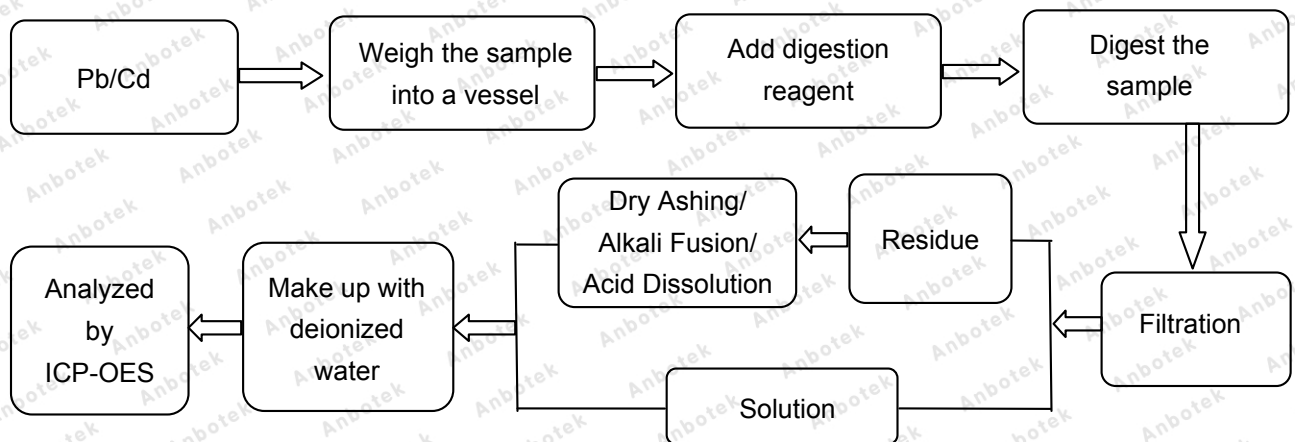 Pb/Cd
Weigh the sample
into a vessel
Add digestion
reagent
Digest the
sample
Filtration
Residue
Dry Ashing/
Alkali Fusion/
Acid Dissolution
Solution
Make up with
deionized
water
Analyzed
by
ICP-OES
Anbotek